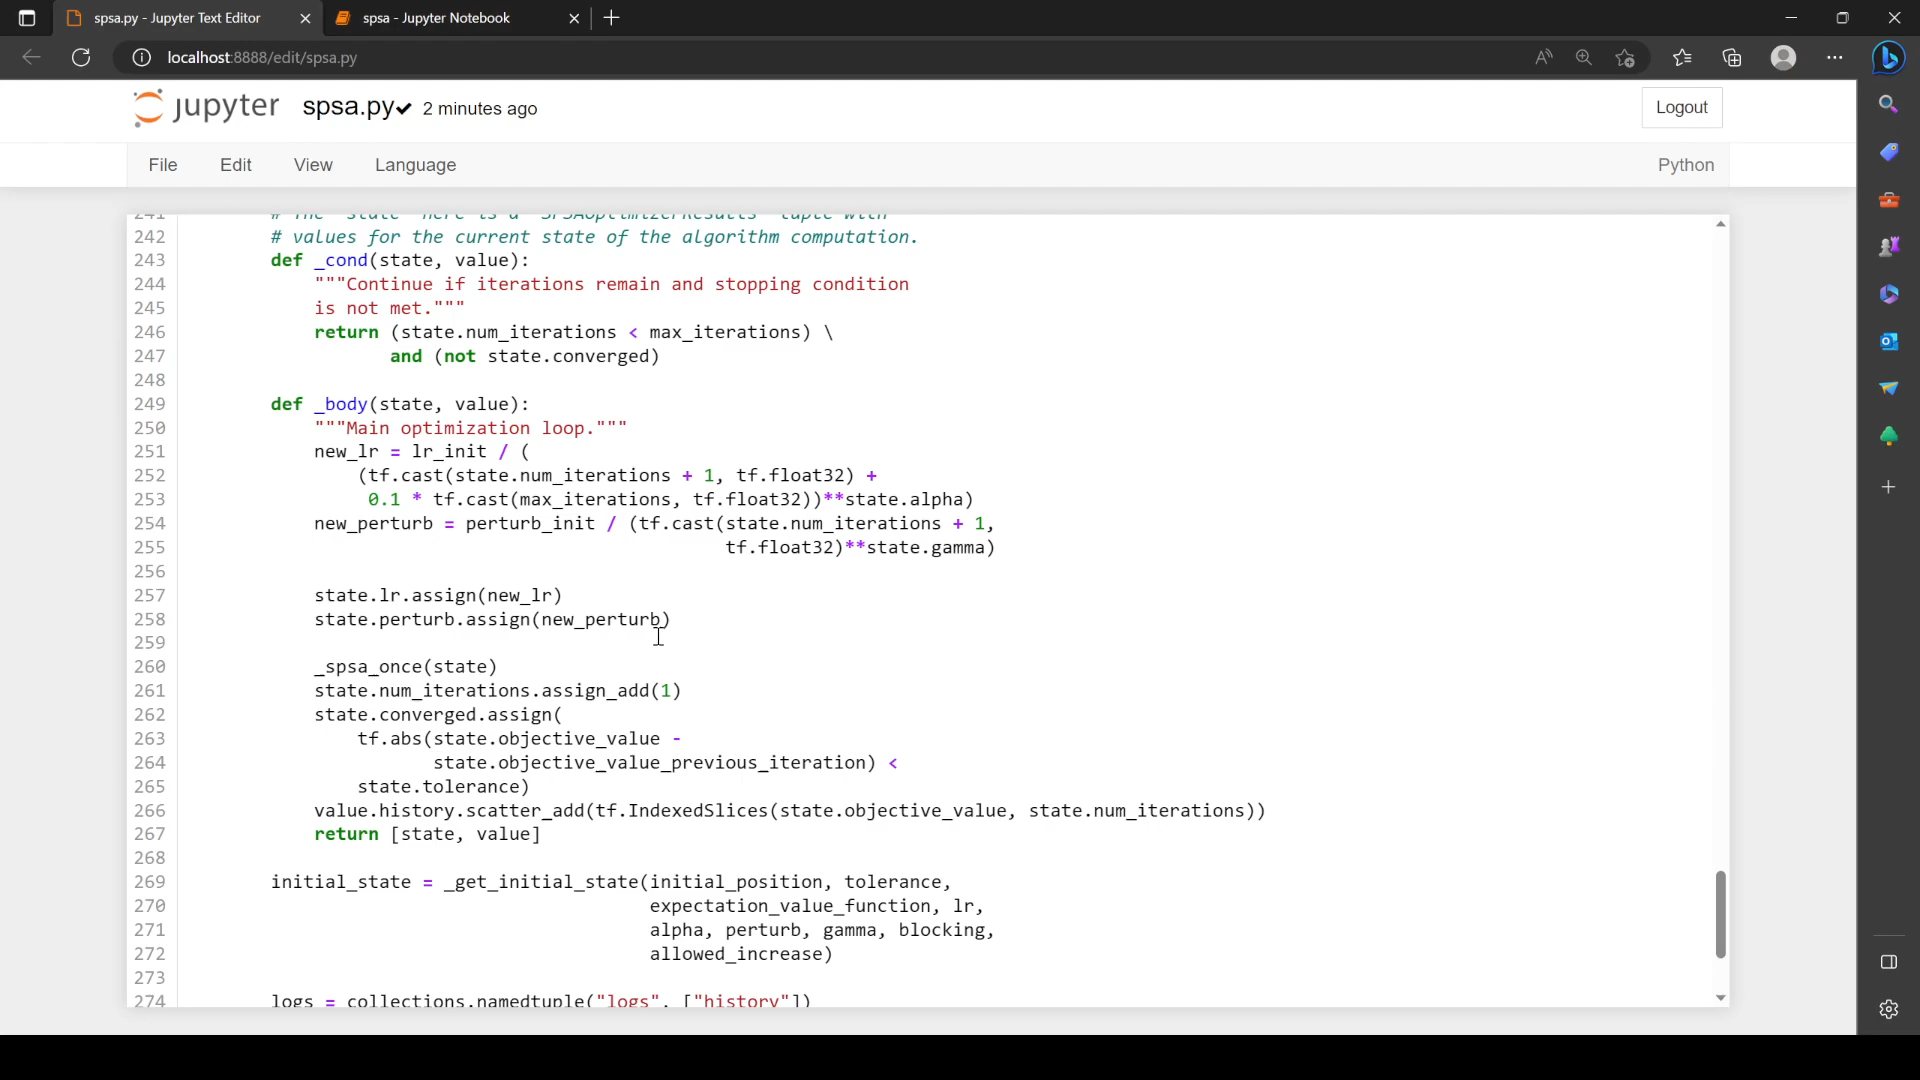 spsa.py - Jupyter Text Editor
spsa - Jupyter Notebook
localhost:8888/edit/spsa.py
jupyter spsa.py 2 minutes ago
Logout
File Edit View Language
Python
241 # The `state` here is a `SPSAOptimizerResults` tuple with
242 # values for the current state of the algorithm computation.
243 def _cond(state, value):
244 """Continue if iterations remain and stopping condition
245 is not met."""
246 return (state.num_iterations < max_iterations) \
247 and (not state.converged)
248
249 def _body(state, value):
250 """Main optimization loop."""
251 new_lr = lr_init / (
252 (tf.cast(state.num_iterations + 1, tf.float32) +
253 0.1 * tf.cast(max_iterations, tf.float32))**state.alpha)
254 new_perturb = perturb_init / (tf.cast(state.num_iterations + 1,
255 tf.float32)**state.gamma)
256
257 state.lr.assign(new_lr)
258 state.perturb.assign(new_perturb)
259
260 _spsa_once(state)
261 state.num_iterations.assign_add(1)
262 state.converged.assign(
263 tf.abs(state.objective_value -
264 state.objective_value_previous_iteration) <
265 state.tolerance)
266 value.history.scatter_add(tf.IndexedSlices(state.objective_value, state.num_iterations))
267 return [state, value]
268
269 initial_state = _get_initial_state(initial_position, tolerance,
270 expectation_value_function, lr,
271 alpha, perturb, gamma, blocking,
272 allowed_increase)
273
274 logs = collections.namedtuple("logs", ["history"])